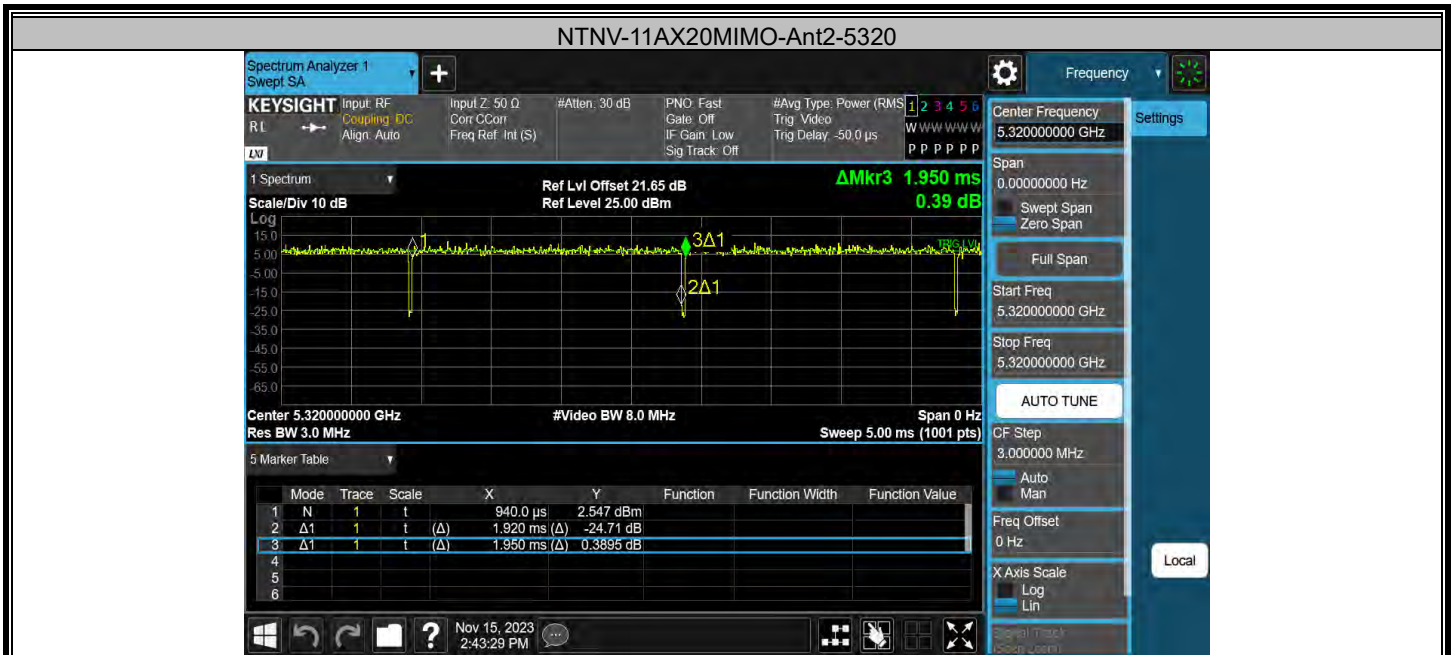 NTNV-11AX20MIMO-Ant2-5320
Spectrum Analyzer 1
Swept SA
+
Frequency
KEYSIGHT
RL
LXI
Input: RF
Coupling: DC
Align: Auto
Input Z: 50 Ω
Corr CCorr
Freq Ref: Int (S)
#Atten: 30 dB
PNO: Fast
Gate: Off
IF Gain: Low
Sig Track: Off
#Avg Type: Power (RMS
Trig: Video
Trig Delay: -50.0 µs
1 2 3 4 5 6
W W W W W W
P P P P P P
Settings
1 Spectrum
Scale/Div 10 dB
Ref Lvl Offset 21.65 dB
Ref Level 25.00 dBm
ΔMkr3 1.950 ms
0.39 dB
Log
15.0
5.00
-5.00
-15.0
-25.0
-35.0
-45.0
-55.0
-65.0
1
3Δ1
2Δ1
TRIG LVL
Center 5.320000000 GHz
#Video BW 8.0 MHz
Span 0 Hz
Res BW 3.0 MHz
Sweep 5.00 ms (1001 pts)
5 Marker Table
Mode Trace Scale X Y Function Function Width Function Value
1 N 1 t 940.0 µs 2.547 dBm
2 Δ1 1 t (Δ) 1.920 ms (Δ) -24.71 dB
3 Δ1 1 t (Δ) 1.950 ms (Δ) 0.3895 dB
4
5
6
Center Frequency
5.320000000 GHz
Span
0.00000000 Hz
Swept Span
Zero Span
Full Span
Start Freq
5.320000000 GHz
Stop Freq
5.320000000 GHz
AUTO TUNE
CF Step
3.000000 MHz
Auto
Man
Freq Offset
0 Hz
X Axis Scale
Log
Lin
Signal Track
(Span Zoom)
Local
?
Nov 15, 2023
2:43:29 PM